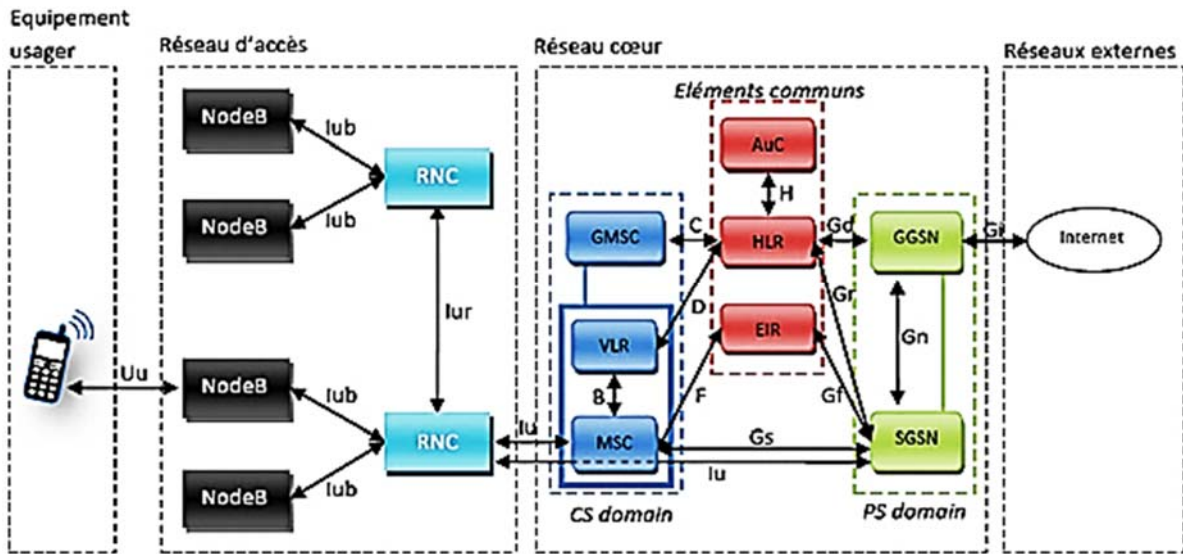 Equipement
usager
Réseau d'accès
Réseau cœur
Réseaux externes
Eléments communs
NodeB
Iub
RNC
NodeB
Iub
Iur
Uu
NodeB
Iub
RNC
NodeB
Iub
AuC
H
GMSC
C
HLR
Gd
GGSN
Gi
Internet
D
Gr
VLR
EIR
Gn
B
F
Gf
Iu
MSC
Gs
SGSN
Iu
CS domain
PS domain